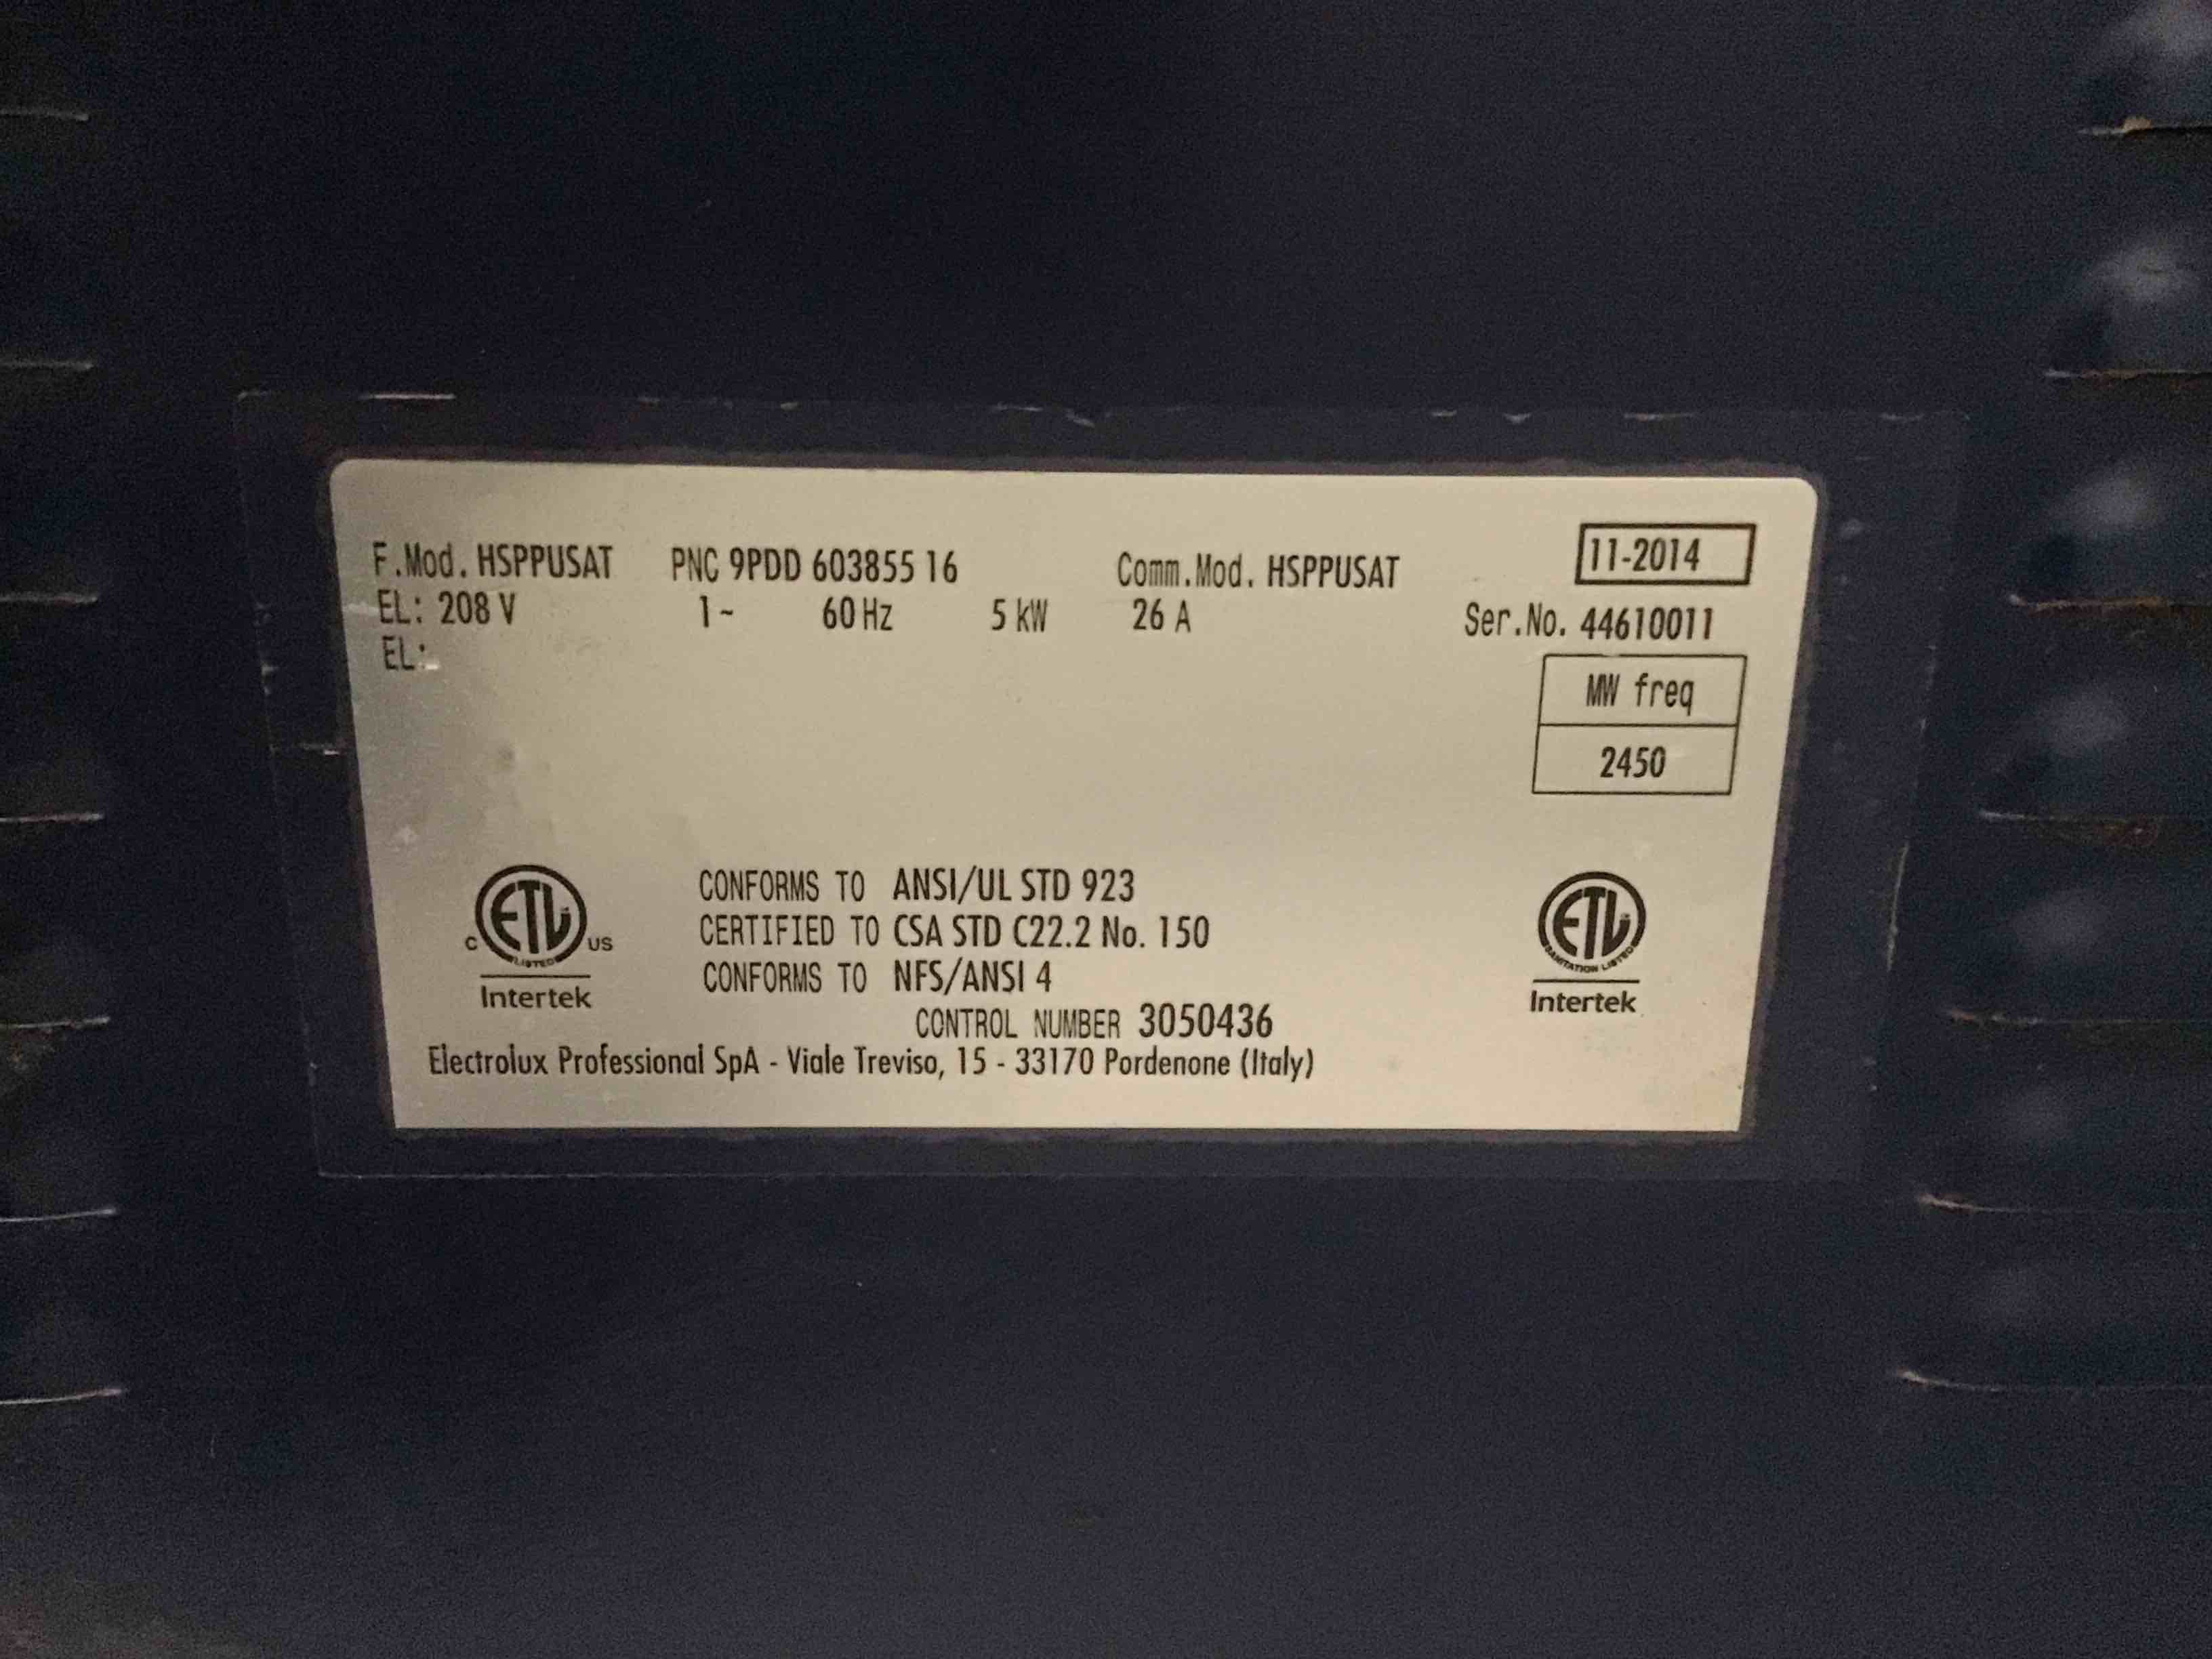 F.Mod. HSPPUSAT PNC 9PDD 603855 16 Comm.Mod. HSPPUSAT 11-2014
EL: 208 V 1~ 60 Hz 5 kW 26 A Ser.No. 44610011
EL:
MW freq
2450
C ETL US LISTED
Intertek
CONFORMS TO ANSI/UL STD 923
CERTIFIED TO CSA STD C22.2 No. 150
CONFORMS TO NFS/ANSI 4
CONTROL NUMBER 3050436
Electrolux Professional SpA - Viale Treviso, 15 - 33170 Pordenone (Italy)
ETL SANITATION LISTED
Intertek